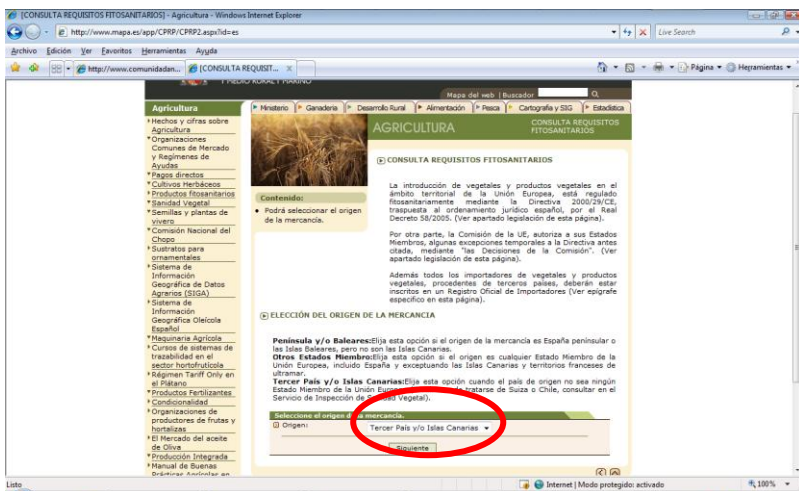 [CONSULTA REQUISITOS FITOSANITARIOS] - Agricultura - Windows Internet Explorer
http://www.mapa.es/app/CPRP/CPRP2.aspx?id=es
Live Search
Archivo Edición Ver Favoritos Herramientas Ayuda
http://www.comunidadan...
[CONSULTA REQUISIT...
Página
Herramientas
Y MEDIO RURAL Y MARINO
Mapa del web | Buscador
Agricultura
Ministerio
Ganadería
Desarrollo Rural
Alimentación
Pesca
Cartografía y SIG
Estadística
Hechos y cifras sobre
Agricultura
Organizaciones
Comunes de Mercado
y Regímenes de
Ayudas
Pagos directos
Cultivos Herbáceos
Productos fitosanitarios
Sanidad Vegetal
Semillas y plantas de
vivero
Comisión Nacional del
Chopo
Sustratos para
ornamentales
Sistema de
Información
Geográfica de Datos
Agrarios (SIGA)
Sistema de
Información
Geográfica Oleícola
Español
Maquinaria Agrícola
Cursos de sistemas de
trazabilidad en el
sector hortofrutícola
Régimen Tariff Only en
el Plátano
Productos Fertilizantes
Condicionalidad
Organizaciones de
productores de frutas y
hortalizas
El Mercado del aceite
de Oliva
Producción Integrada
Manual de Buenas
Prácticas Agrícolas en
AGRICULTURA
CONSULTA REQUISITOS
FITOSANITARIOS
Contenido:
Podrá seleccionar el origen
de la mercancía.
CONSULTA REQUISITOS FITOSANITARIOS
La introducción de vegetales y productos vegetales en el
ámbito territorial de la Unión Europea, está regulado
fitosanitariamente mediante la Directiva 2000/29/CE,
traspuesta al ordenamiento jurídico español, por el Real
Decreto 58/2005. (Ver apartado legislación de esta página).
Por otra parte, la Comisión de la UE, autoriza a sus Estados
Miembros, algunas excepciones temporales a la Directiva antes
citada, mediante "las Decisiones de la Comisión". (Ver
apartado legislación de esta página).
Además todos los importadores de vegetales y productos
vegetales, procedentes de terceros países, deberán estar
inscritos en un Registro Oficial de Importadores (Ver epígrafe
específico en esta página).
ELECCIÓN DEL ORIGEN DE LA MERCANCIA
Península y/o Baleares:Elija esta opción si el origen de la mercancía es España peninsular o
las Islas Baleares, pero no son las Islas Canarias.
Otros Estados Miembro:Elija esta opción si el origen es cualquier Estado Miembro de la
Unión Europea, incluido España y exceptuando las Islas Canarias y territorios franceses de
ultramar.
Tercer País y/o Islas Canarias:Elija esta opción cuando el país de origen no sea ningún
Estado Miembro de la Unión Europea tratarse de Suiza o Chile, consultar en el
Servicio de Inspección de Sanidad Vegetal).
Seleccione el origen de la mercancía.
Origen:
Tercer País y/o Islas Canarias
Siguiente
Listo
Internet | Modo protegido: activado
100%